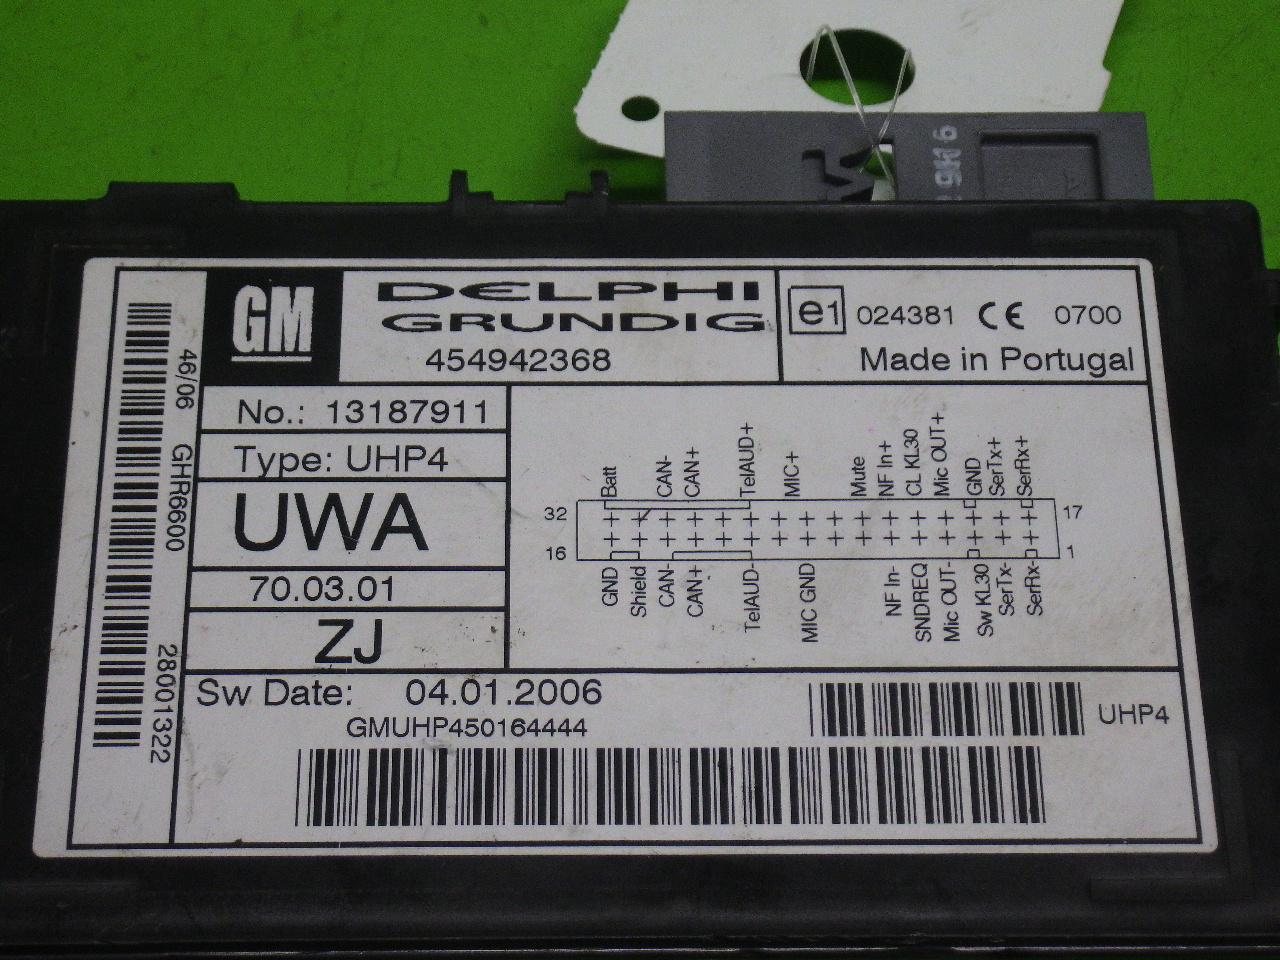 9H16
GM
DELPHI
GRUNDIG
454942368
e1 024381 CE 0700
Made in Portugal
46/06 GHR6600 28001322
No.: 13187911
Type: UHP4
UWA
70.03.01
ZJ
Batt CAN- CAN+ TelAUD+ MIC+ Mute NF In+ CL KL30 Mic OUT+ GND SerTx+ SerRx+
32 17
16 1
GND Shield CAN- CAN+ TelAUD- MIC GND NF In- SNDREQ Mic OUT- Sw KL30 SerTx- SerRx-
Sw Date: 04.01.2006
GMUHP450164444
UHP4